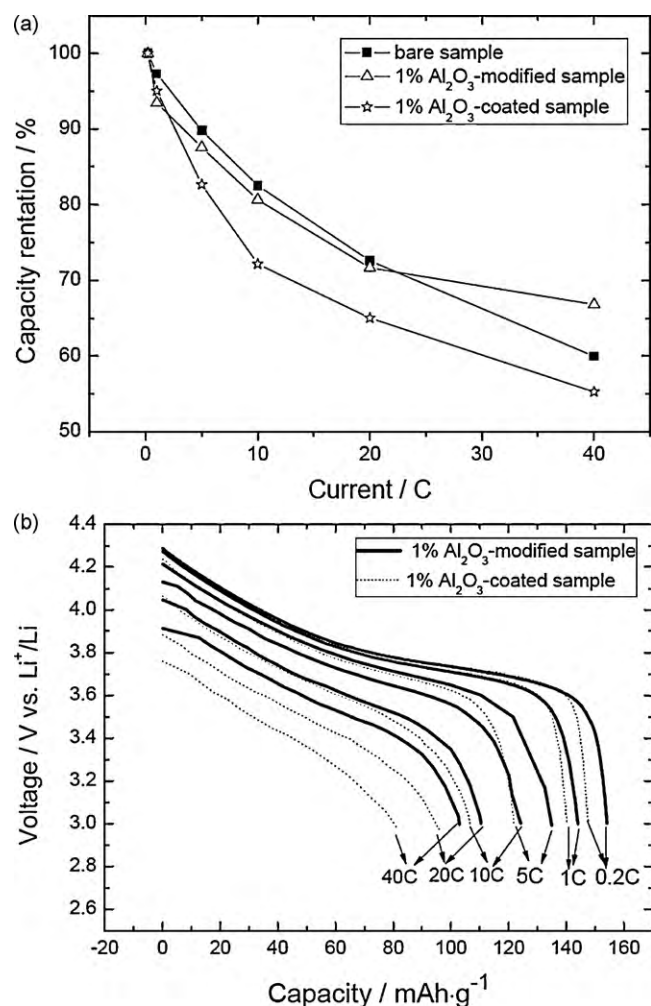 (a)
100
90
80
70
60
50
Capacity rentation / %
bare sample
1% Al₂O₃-modified sample
1% Al₂O₃-coated sample
0
10
20
30
40
Current / C
(b)
4.4
4.2
4.0
3.8
3.6
3.4
3.2
3.0
2.8
2.6
Voltage / V vs. Li⁺/Li
1% Al₂O₃-modified sample
1% Al₂O₃-coated sample
40C 20C 10C 5C 1C 0.2C
-20 0 20 40 60 80 100 120 140 160
Capacity / mAh·g⁻¹